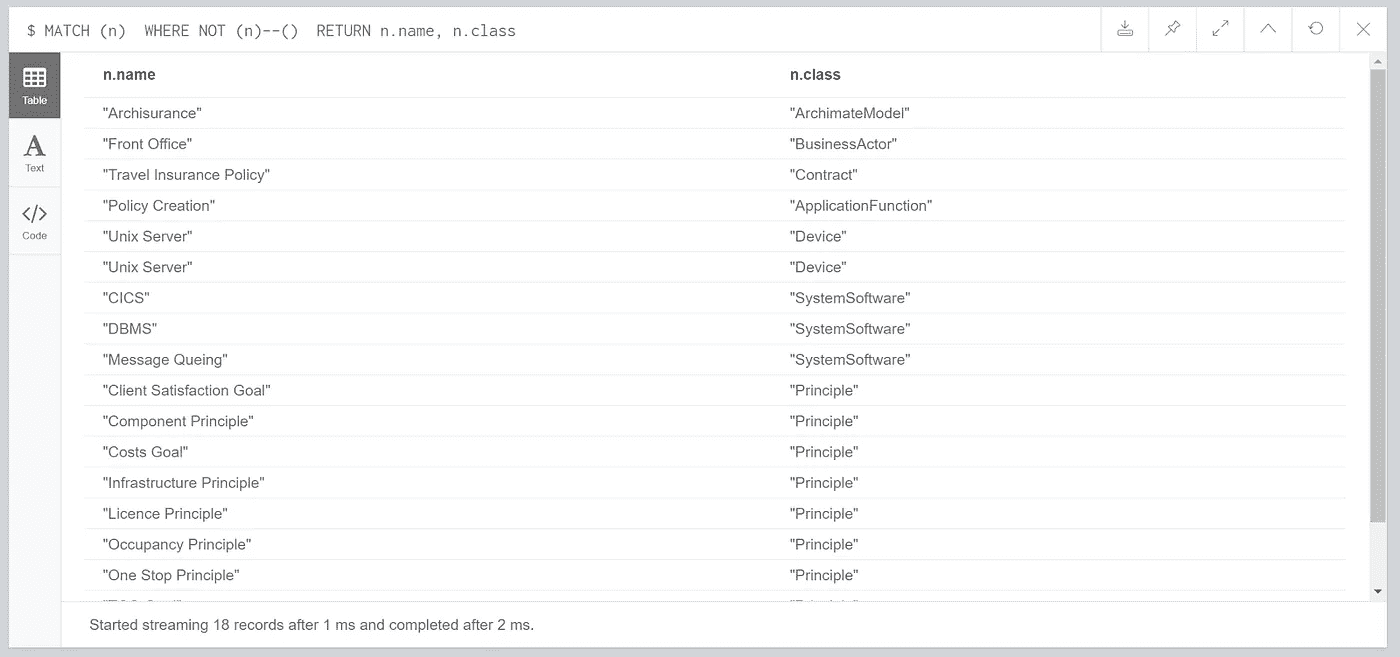 $ MATCH (n)  WHERE NOT (n)--()  RETURN n.name, n.class
Table
Text
Code
n.name n.class
"Archisurance" "ArchimateModel"
"Front Office" "BusinessActor"
"Travel Insurance Policy" "Contract"
"Policy Creation" "ApplicationFunction"
"Unix Server" "Device"
"Unix Server" "Device"
"CICS" "SystemSoftware"
"DBMS" "SystemSoftware"
"Message Queing" "SystemSoftware"
"Client Satisfaction Goal" "Principle"
"Component Principle" "Principle"
"Costs Goal" "Principle"
"Infrastructure Principle" "Principle"
"Licence Principle" "Principle"
"Occupancy Principle" "Principle"
"One Stop Principle" "Principle"
Started streaming 18 records after 1 ms and completed after 2 ms.